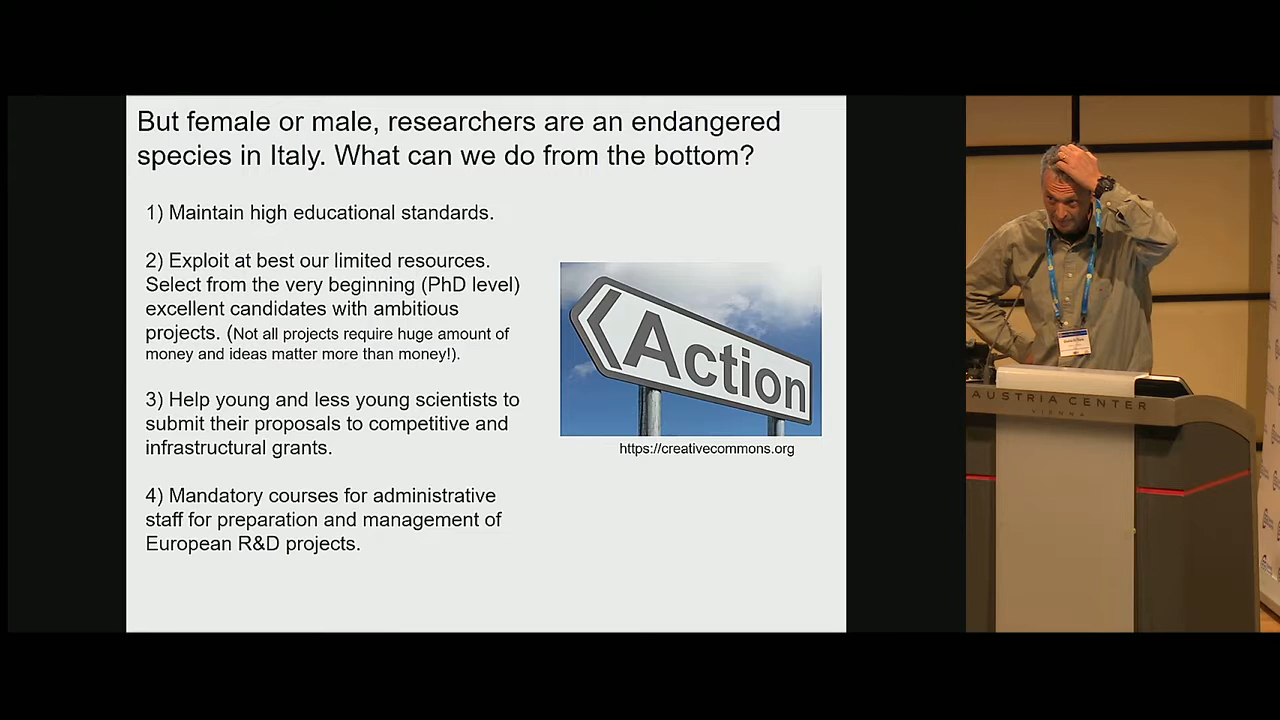 But female or male, researchers are an endangered
species in Italy. What can we do from the bottom?
1) Maintain high educational standards.
2) Exploit at best our limited resources.
Select from the very beginning (PhD level)
excellent candidates with ambitious
projects. (Not all projects require huge amount of
money and ideas matter more than money!).
3) Help young and less young scientists to
submit their proposals to competitive and
infrastructural grants.
4) Mandatory courses for administrative
staff for preparation and management of
European R&D projects.
Action
https://creativecommons.org
AUSTRIA CENTER
VIENNA